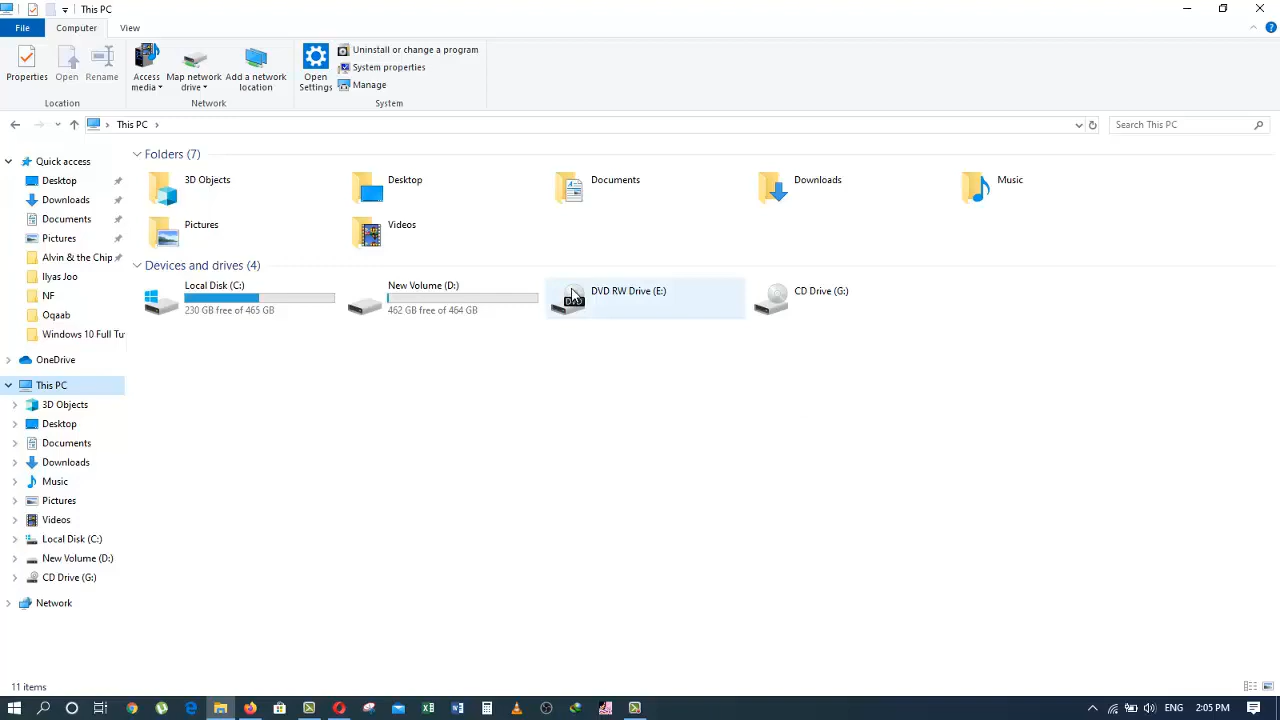 This PC
File
Computer
View
Properties
Open
Rename
Access media
Map network drive
Add a network location
Open Settings
Uninstall or change a program
System properties
Manage
Location
Network
System
This PC
Search This PC
Quick access
Desktop
Downloads
Documents
Pictures
Alvin & the Chip
Ilyas Joo
NF
Oqaab
Windows 10 Full Tu
OneDrive
This PC
3D Objects
Desktop
Documents
Downloads
Music
Pictures
Videos
Local Disk (C:)
New Volume (D:)
CD Drive (G:)
Network
Folders (7)
3D Objects
Desktop
Documents
Downloads
Music
Pictures
Videos
Devices and drives (4)
Local Disk (C:)
230 GB free of 465 GB
New Volume (D:)
462 GB free of 464 GB
DVD RW Drive (E:)
CD Drive (G:)
11 items
ENG
2:05 PM